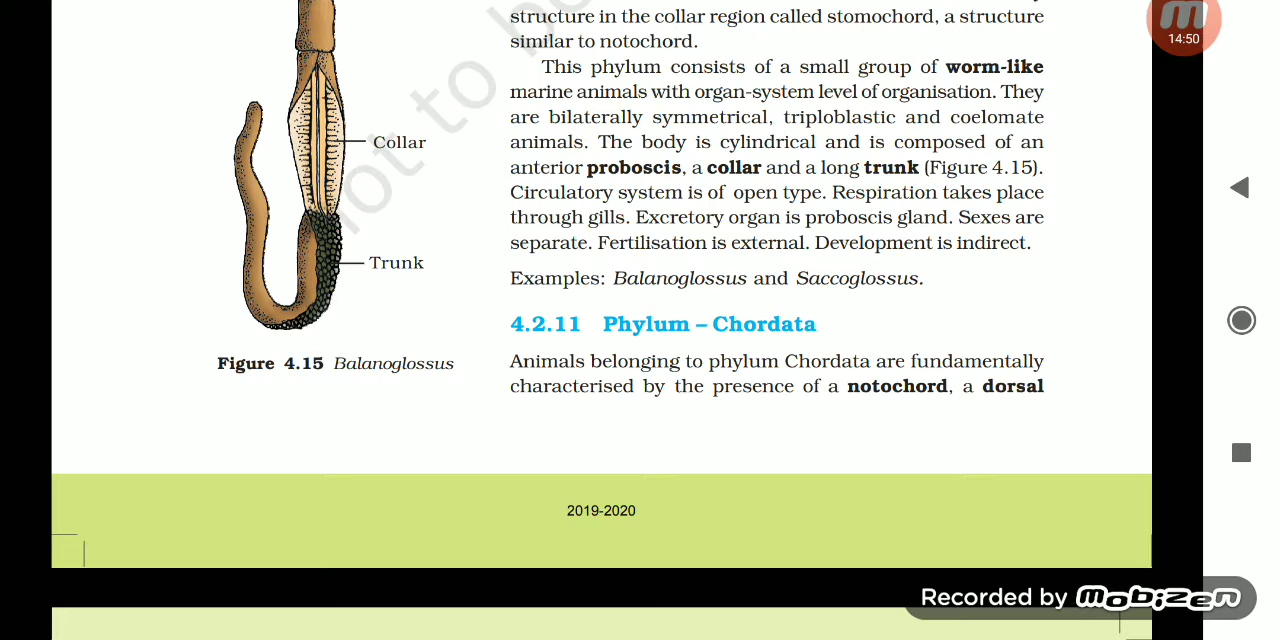 structure in the collar region called stomochord, a structure
similar to notochord.
This phylum consists of a small group of worm-like
marine animals with organ-system level of organisation. They
are bilaterally symmetrical, triploblastic and coelomate
animals. The body is cylindrical and is composed of an
anterior proboscis, a collar and a long trunk (Figure 4.15).
Circulatory system is of open type. Respiration takes place
through gills. Excretory organ is proboscis gland. Sexes are
separate. Fertilisation is external. Development is indirect.
Examples: Balanoglossus and Saccoglossus.
4.2.11 Phylum – Chordata
Animals belonging to phylum Chordata are fundamentally
characterised by the presence of a notochord, a dorsal
Collar
Trunk
Figure 4.15 Balanoglossus
not to be
2019-2020
14:50
Recorded by mobizen